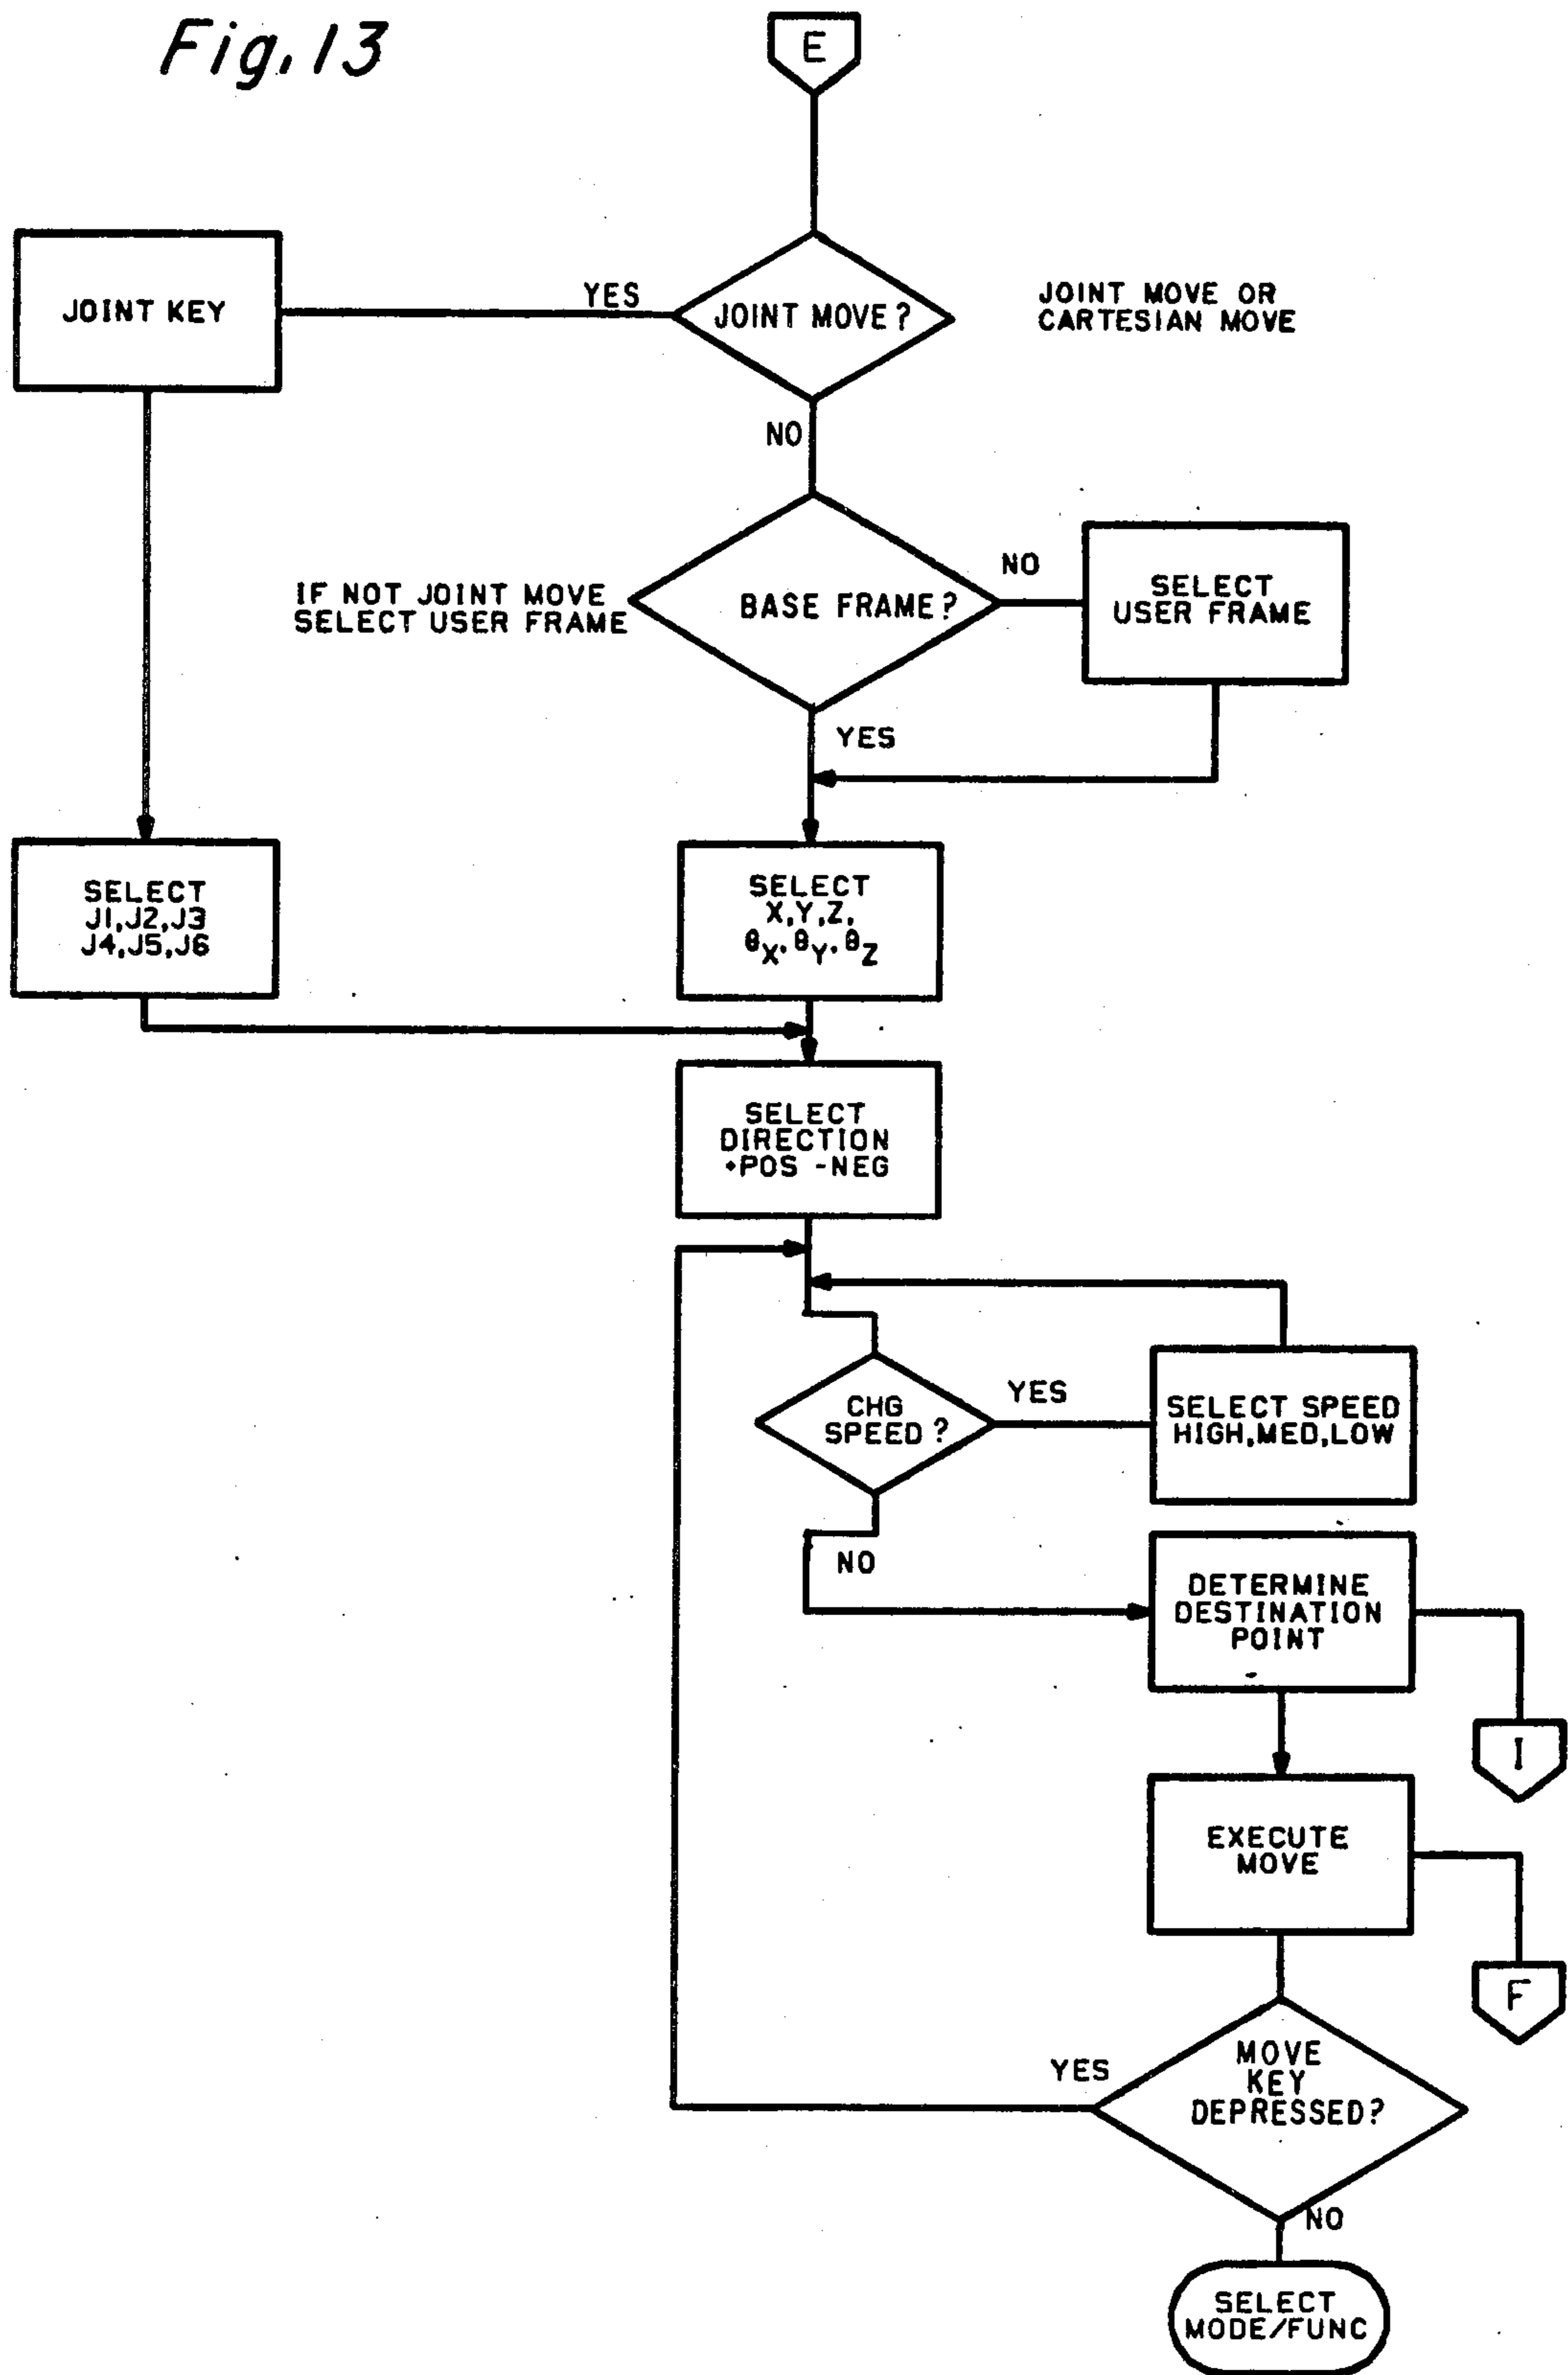 Fig. 13
E
JOINT KEY
YES
JOINT MOVE?
JOINT MOVE OR
CARTESIAN MOVE
NO
IF NOT JOINT MOVE
SELECT USER FRAME
BASE FRAME?
NO
SELECT
USER FRAME
YES
SELECT
J1,J2,J3
J4,J5,J6
SELECT
X,Y,Z,
θX,θY,θZ
SELECT
DIRECTION
+POS -NEG
CHG
SPEED?
YES
SELECT SPEED
HIGH,MED,LOW
NO
DETERMINE
DESTINATION
POINT
I
EXECUTE
MOVE
F
YES
MOVE
KEY
DEPRESSED?
NO
SELECT
MODE/FUNC